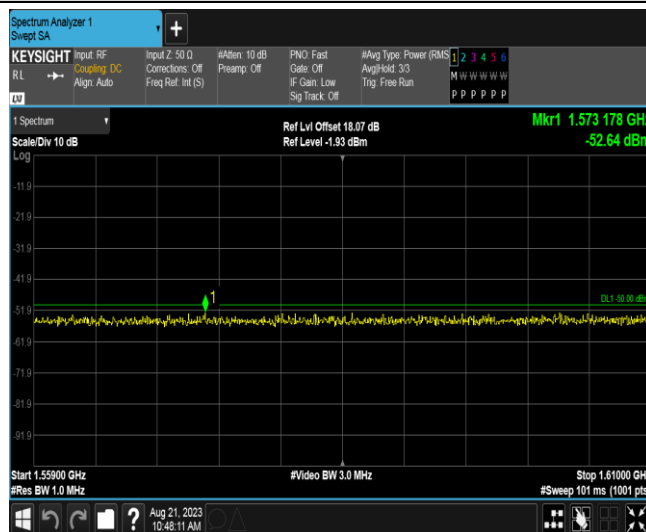 Spectrum Analyzer 1
Swept SA
+
KEYSIGHT Input: RF Input Z: 50 Ω #Atten: 10 dB PNO: Fast #Avg Type: Power (RMS 1 2 3 4 5 6
RL Coupling: DC Corrections: Off Preamp: Off Gate: Off Avg|Hold: 3/3 M W W W W W
Align: Auto Freq Ref: Int (S) IF Gain: Low Trig: Free Run
Sig Track: Off P P P P P P
LXI
1 Spectrum
Ref Lvl Offset 18.07 dB Mkr1 1.573 178 GHz
Scale/Div 10 dB Ref Level -1.93 dBm -52.64 dBm
Log
-11.9
-21.9
-31.9
-41.9
1
DL1 -50.00 dBm
-51.9
-61.9
-71.9
-81.9
-91.9
Start 1.55900 GHz #Video BW 3.0 MHz Stop 1.61000 GHz
#Res BW 1.0 MHz #Sweep 101 ms (1001 pts
?
Aug 21, 2023
10:48:11 AM